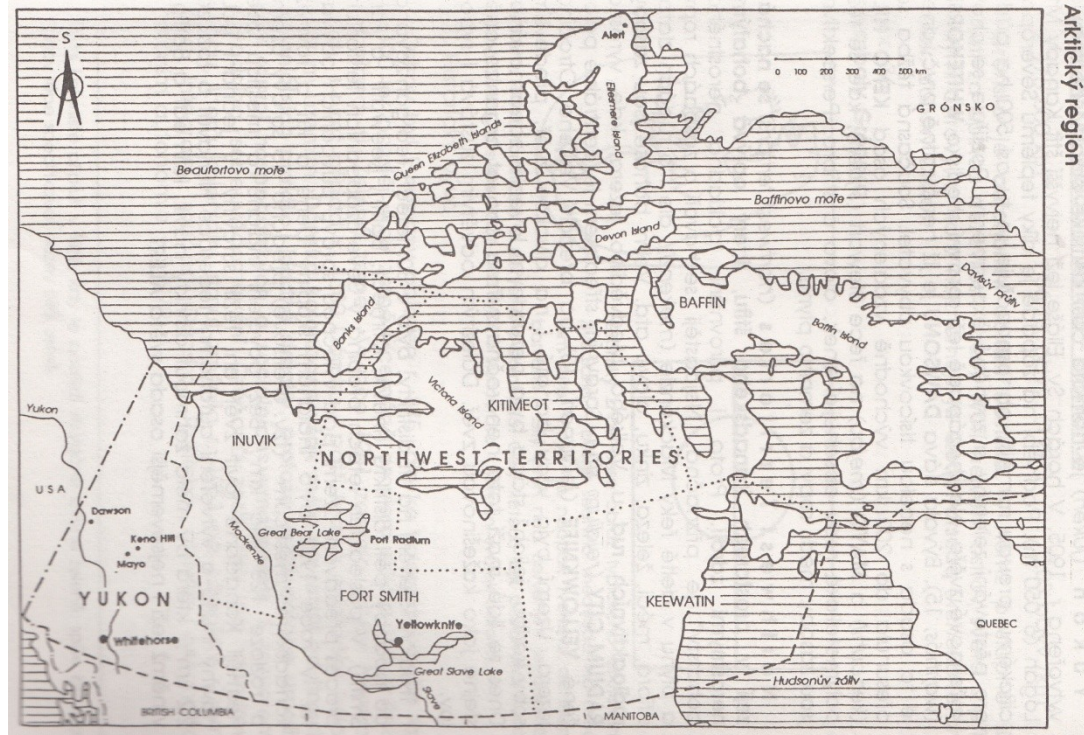 Arktický region
S
Alert
0 100 200 300 400 500 km
GRÓNSKO
Ellesmere Island
Queen Elizabeth Islands
Beaufortovo moře
Baffinovo moře
Devon Island
Davisův průliv
Banks Island
BAFFIN
Baffin Island
Victoria Island
KITIMEOT
Yukon
INUVIK
NORTHWEST TERRITORIES
USA
Dawson
Mackenzie
Great Bear Lake
Port Radium
Keno Hill
Mayo
YUKON
FORT SMITH
KEEWATIN
QUEBEC
Whitehorse
Yellowknife
Great Slave Lake
Hudsonův záliv
BRITISH COLUMBIA
MANITOBA